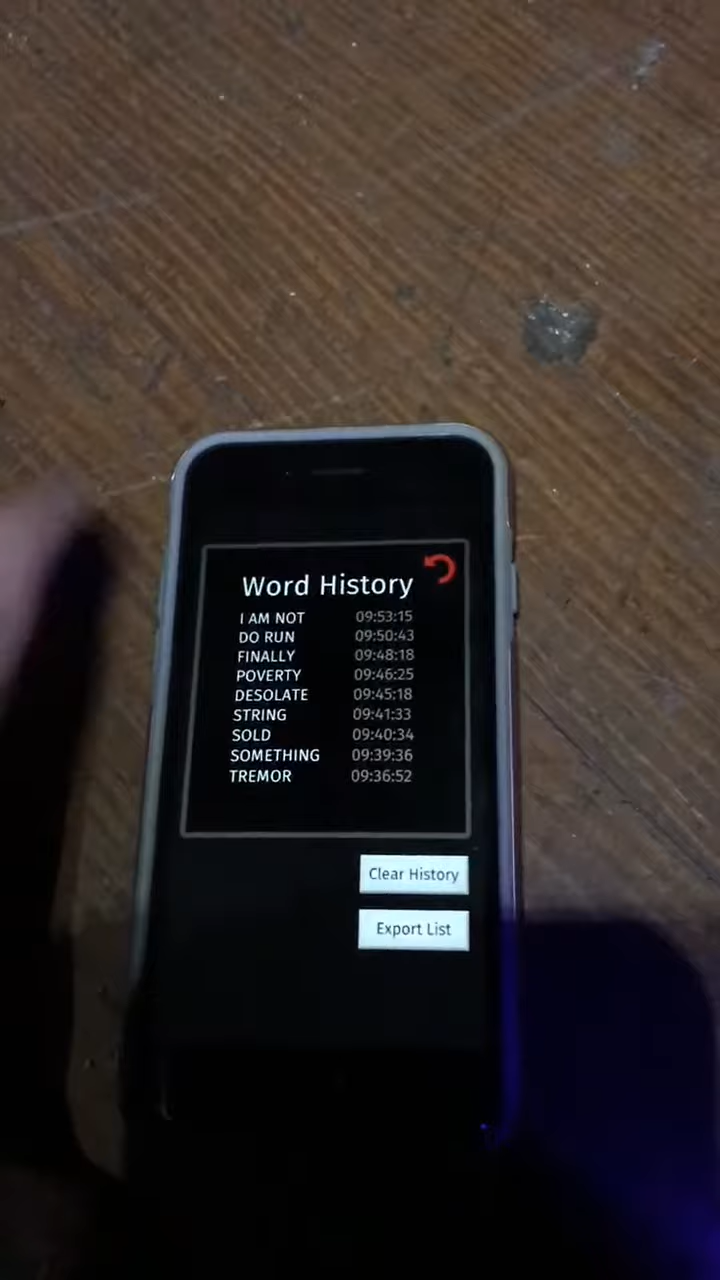 Word History
I AM NOT 09:53:15
DO RUN 09:50:43
FINALLY 09:48:18
POVERTY 09:46:25
DESOLATE 09:45:18
STRING 09:41:33
SOLD 09:40:34
SOMETHING 09:39:36
TREMOR 09:36:52
Clear History
Export List